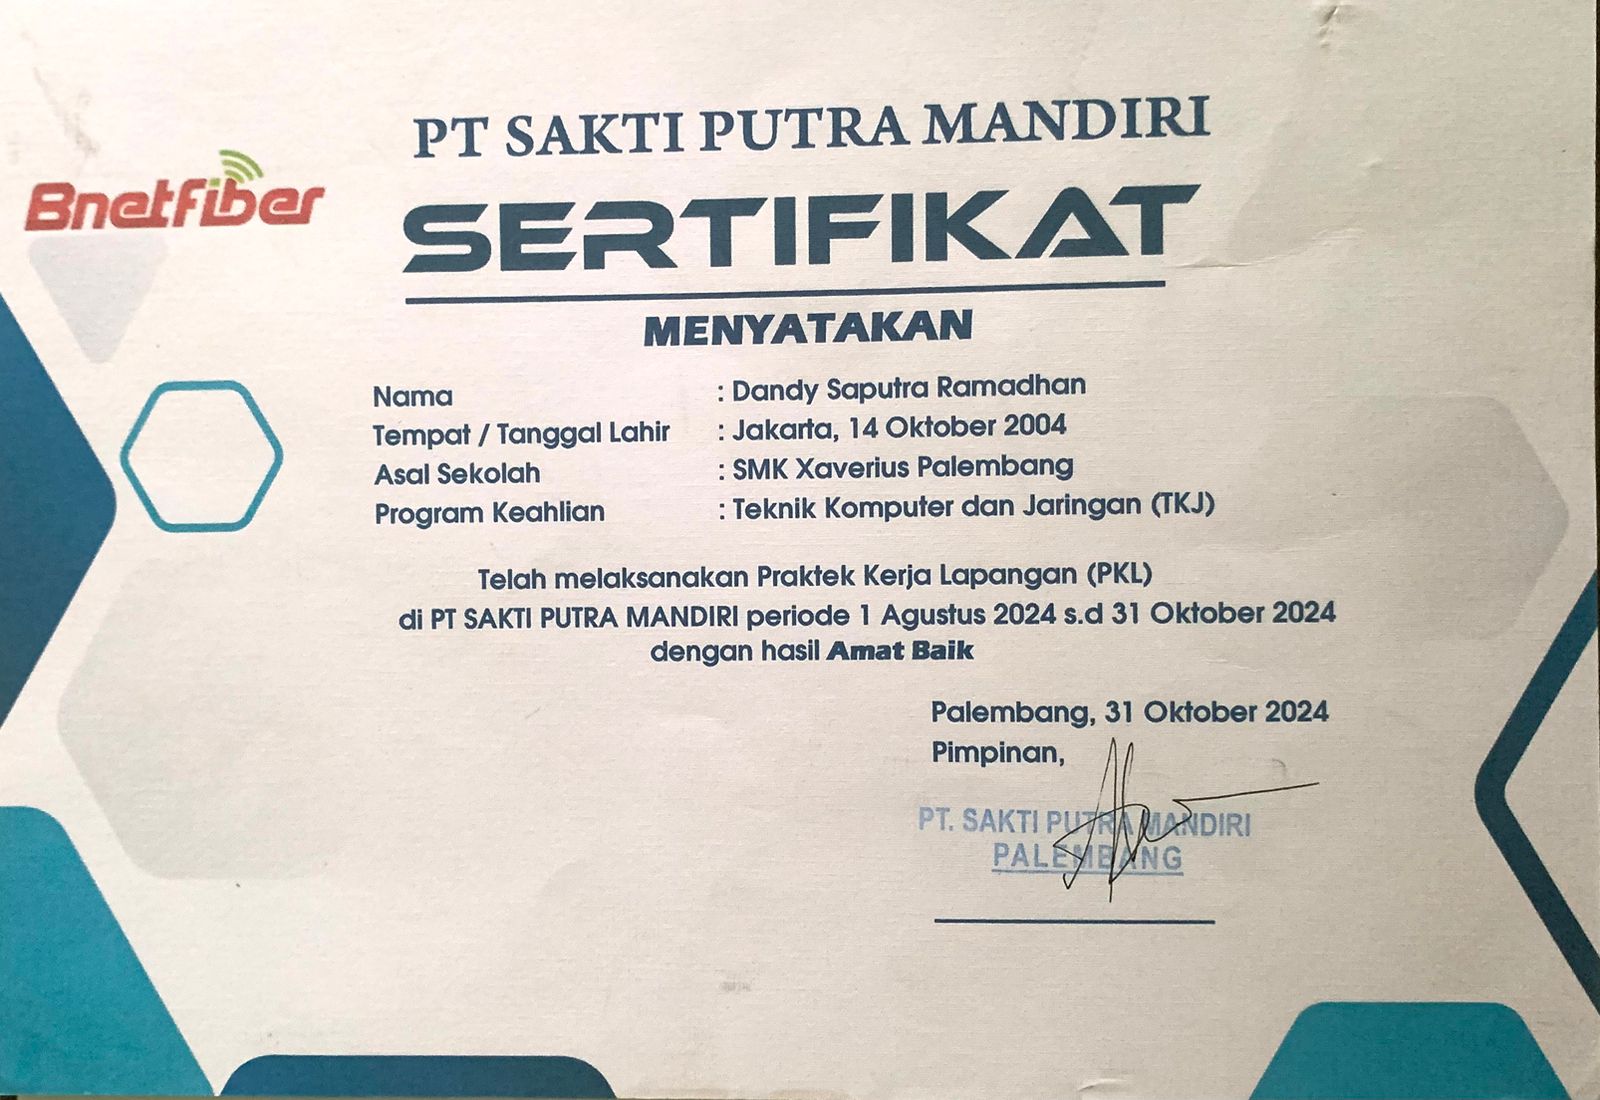 PT SAKTI PUTRA MANDIRI
Bnetfiber
SERTIFIKAT
MENYATAKAN
Nama : Dandy Saputra Ramadhan
Tempat / Tanggal Lahir : Jakarta, 14 Oktober 2004
Asal Sekolah : SMK Xaverius Palembang
Program Keahlian : Teknik Komputer dan Jaringan (TKJ)
Telah melaksanakan Praktek Kerja Lapangan (PKL)
di PT SAKTI PUTRA MANDIRI periode 1 Agustus 2024 s.d 31 Oktober 2024
dengan hasil Amat Baik
Palembang, 31 Oktober 2024
Pimpinan,
PT. SAKTI PUTRA MANDIRI
PALEMBANG